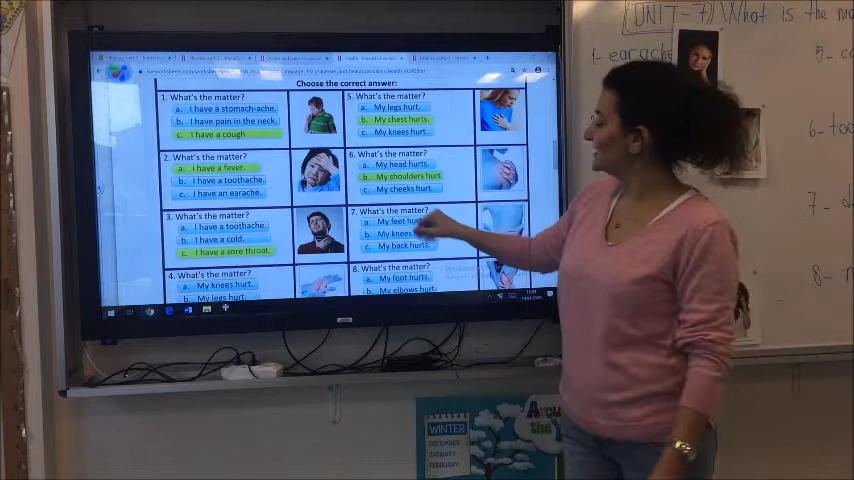 Choose the correct answer:
1. What's the matter?
a. I have a stomach-ache.
b. I have pain in the neck.
c. I have a cough
2. What's the matter?
a. I have a fever.
b. I have a toothache.
c. I have an earache.
3. What's the matter?
a. I have a toothache.
b. I have a cold.
c. I have a sore throat.
4. What's the matter?
a. My knees hurt.
b. My legs hurt.
5. What's the matter?
a. My legs hurt.
b. My chest hurts.
c. My knees hurt.
6. What's the matter?
a. My head hurts.
b. My shoulders hurt
c. My cheeks hurt.
7. What's the matter?
a. My feet hurt
b. My knees
c. My back hurts.
8. What's the matter?
a. My foot hurts.
b. My elbows hurt.
UNIT-7 What is the
1- earache
5-
6-
7-
8-
WINTER
DECEMBER
JANUARY
FEBRUARY
Arou
the